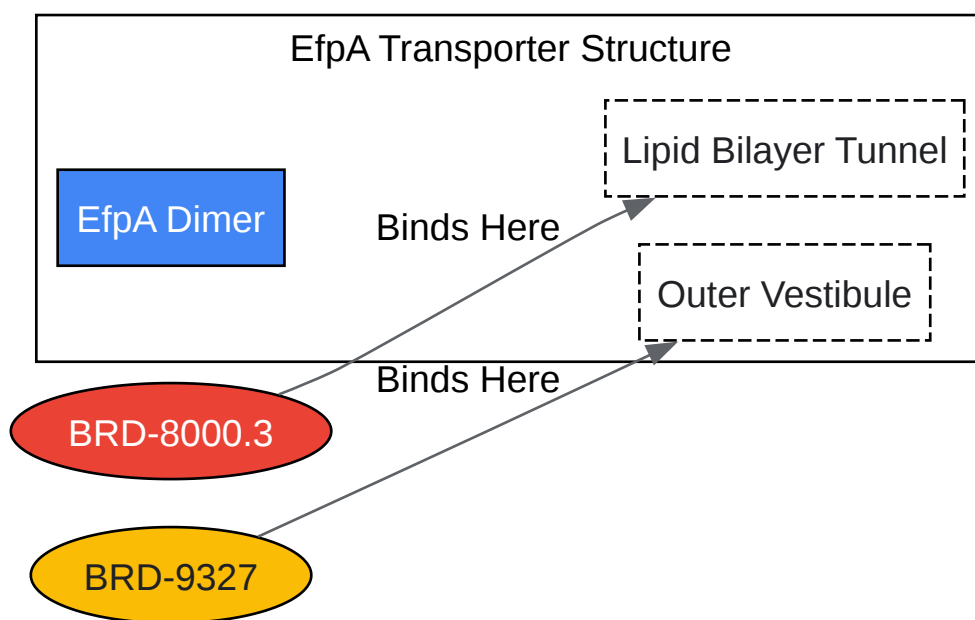 EfpA Transporter Structure
Lipid Bilayer Tunnel
EfpA Dimer
Binds Here
Outer Vestibule
Binds Here
BRD-8000.3
BRD-9327